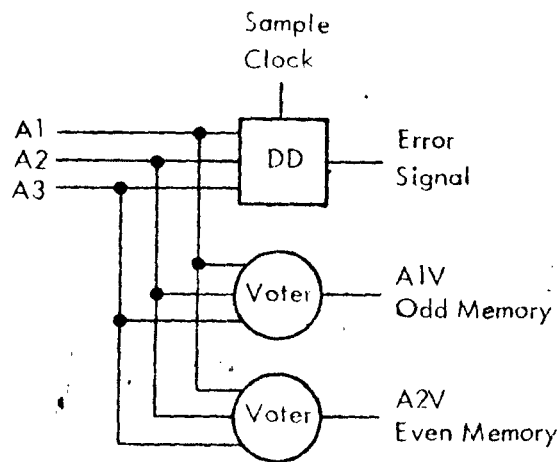 Sample
Clock
A1
A2
A3
DD
Error
Signal
Voter
A1V
Odd Memory
Voter
A2V
Even Memory